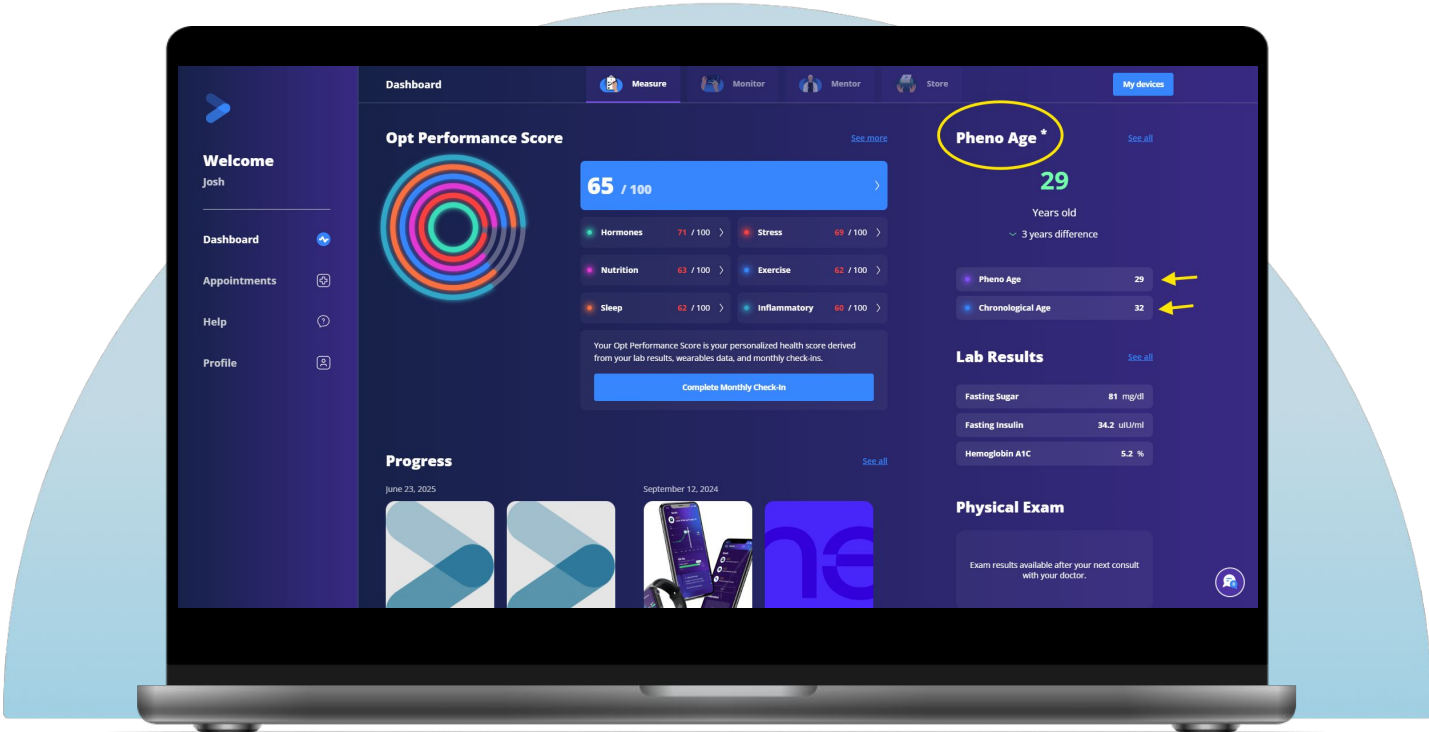 Dashboard
Measure
Monitor
Mentor
Store
My devices
Welcome
Josh
Dashboard
Appointments
Help
Profile
Opt Performance Score
See more
65 / 100
Hormones 71 / 100
Stress 69 / 100
Nutrition 63 / 100
Exercise 62 / 100
Sleep 62 / 100
Inflammatory 60 / 100
Your Opt Performance Score is your personalized health score derived
from your lab results, wearables data, and monthly check-ins.
Complete Monthly Check-In
Progress
See all
June 23, 2025
September 12, 2024
ne
Pheno Age *
See all
29
Years old
3 years difference
Pheno Age 29
Chronological Age 32
Lab Results
See all
Fasting Sugar 81 mg/dl
Fasting Insulin 34.2 uIU/ml
Hemoglobin A1C 5.2 %
Physical Exam
Exam results available after your next consult
with your doctor.